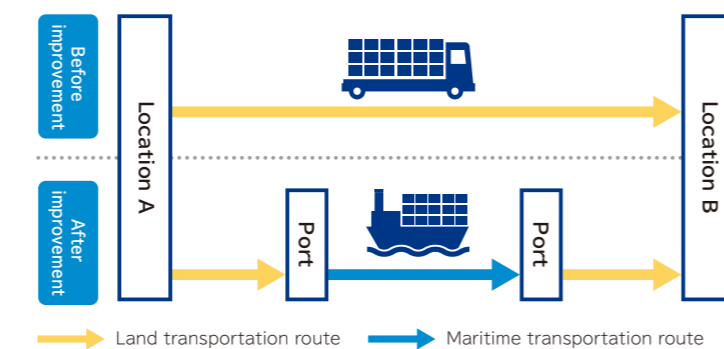 Before
improvement
Location A
Location B
After
improvement
Port
Port
Land transportation route
Maritime transportation route